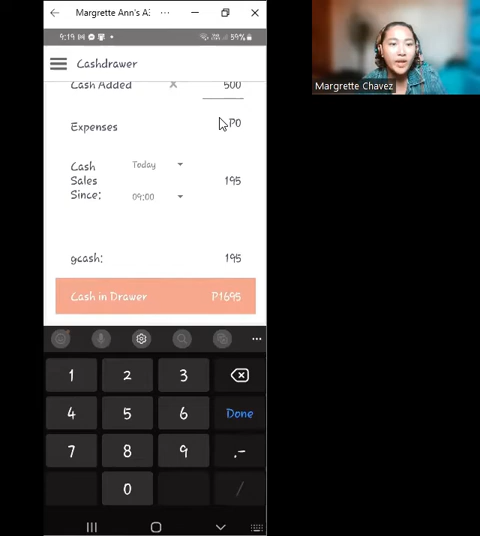 Margrette Ann's A3
9:19 59%
Cashdrawer
Cash Added X 500
Expenses P0
Cash Sales Since: Today 09:00 195
gcash: 195
Cash in Drawer P1695
1 2 3
4 5 6 Done
7 8 9 .-
0 /
Margrette Chavez